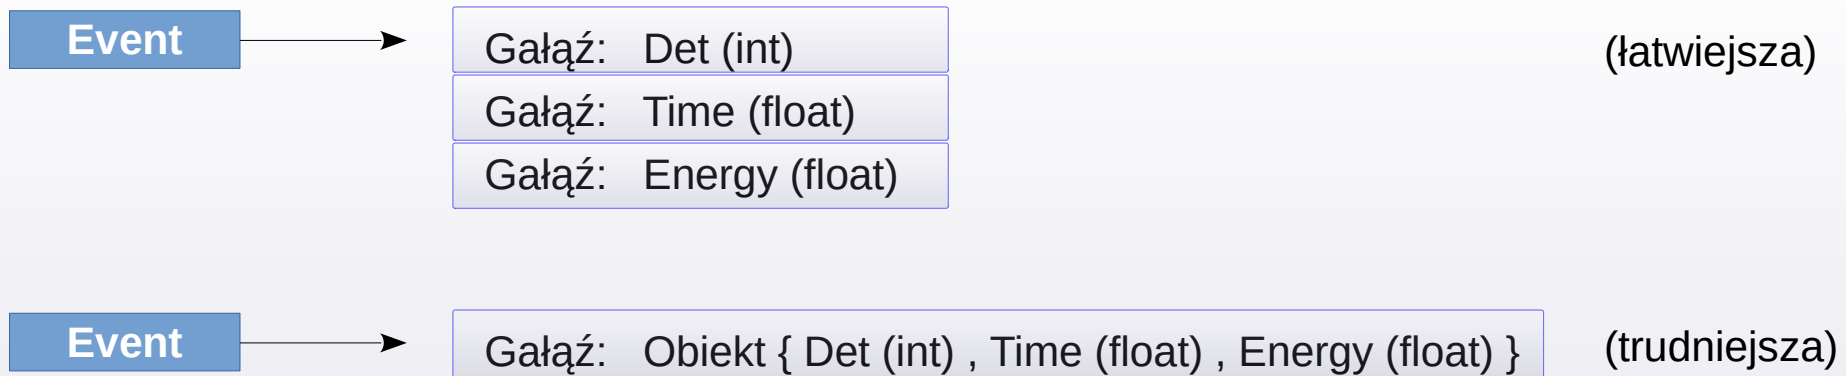 Event
Gałąź: Det (int)
(łatwiejsza)
Gałąź: Time (float)
Gałąź: Energy (float)
Event
Gałąź: Obiekt { Det (int) , Time (float) , Energy (float) }
(trudniejsza)